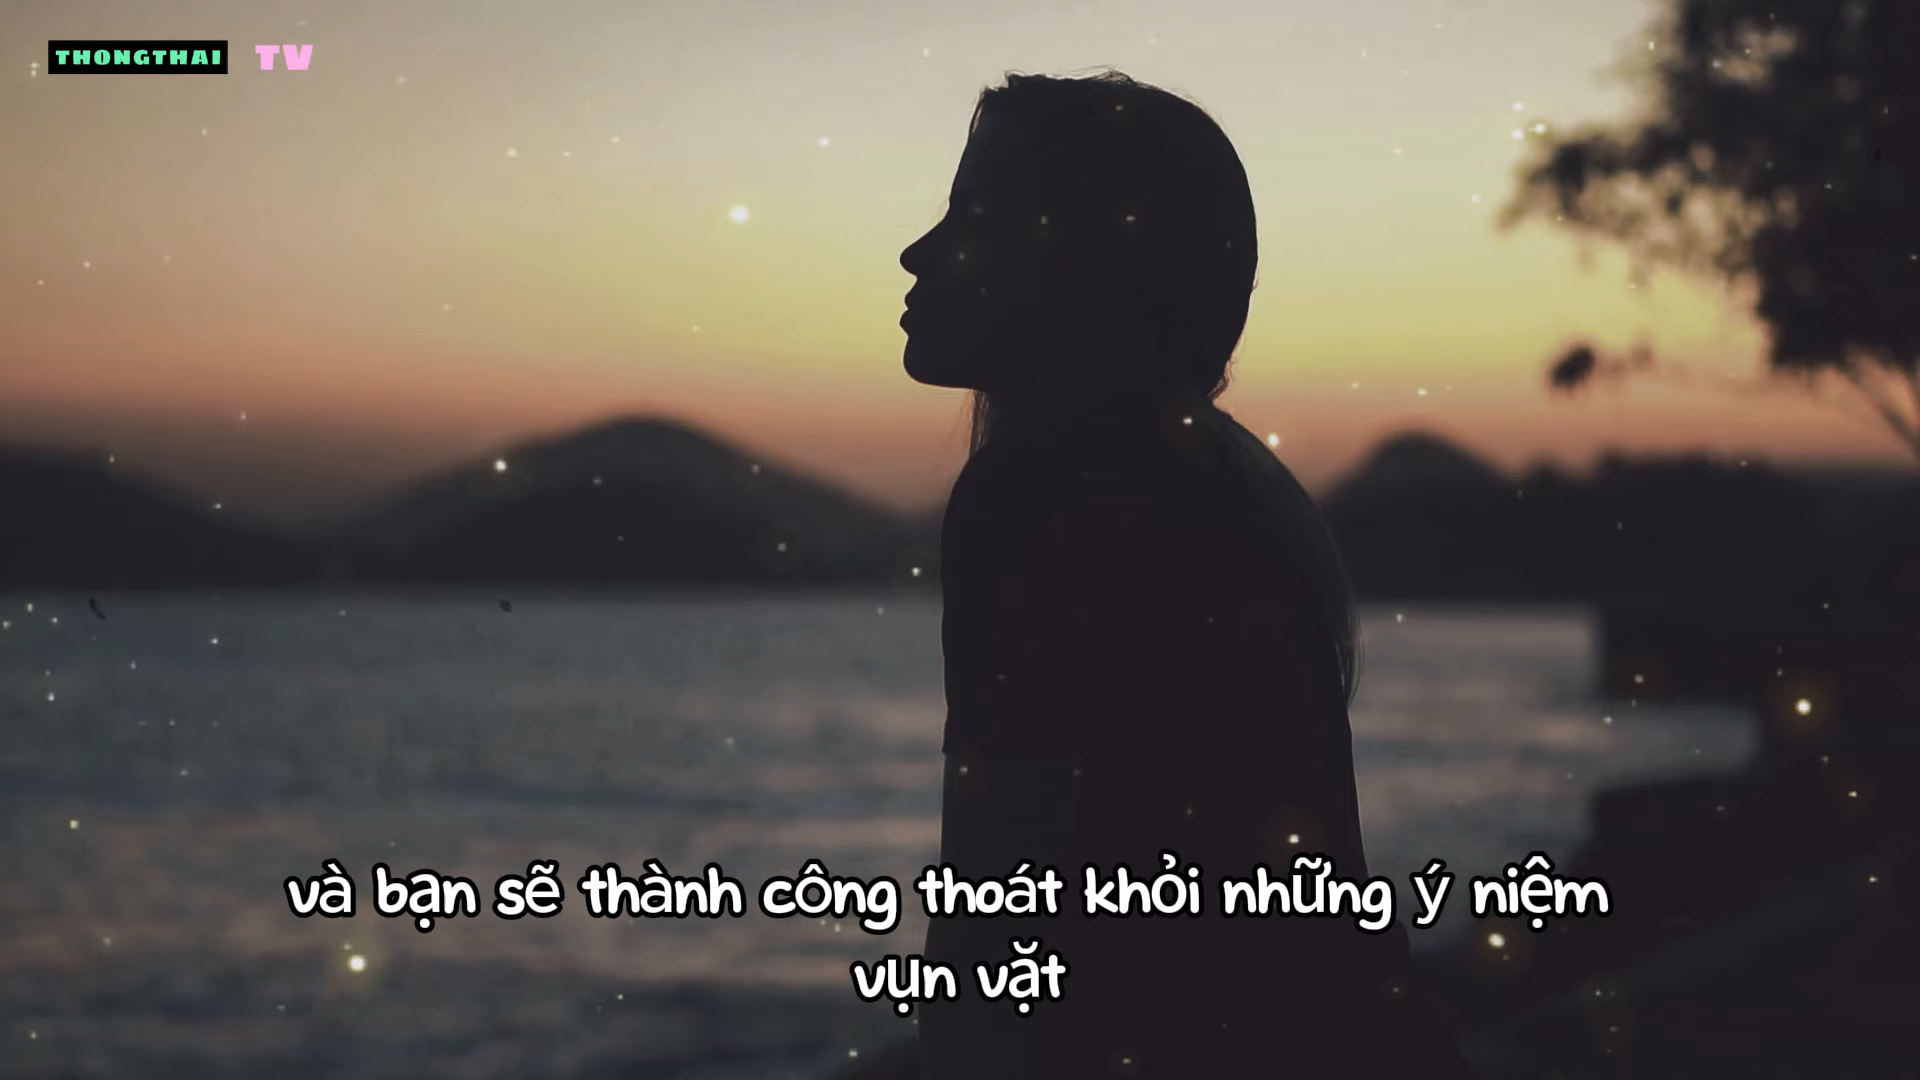 THONGTHAI TV
và bạn sẽ thành công thoát khỏi những ý niệm
vụn vặt